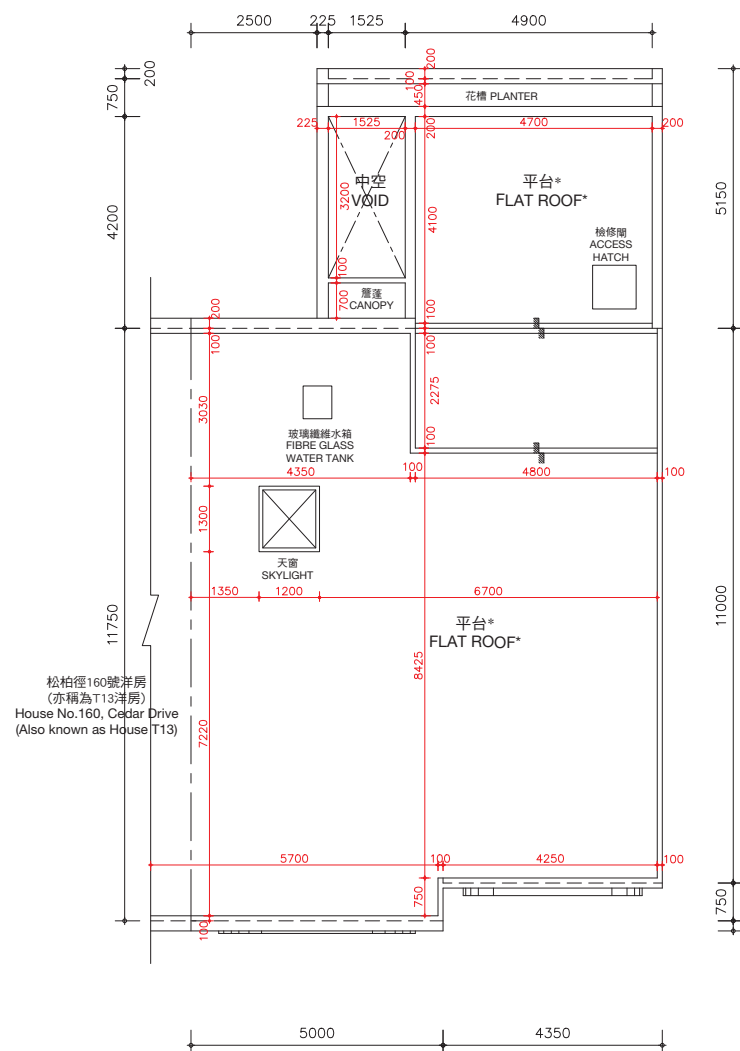 2500
225
1525
4900
200
750
200
100
450
花槽 PLANTER
225
1525
200
200
4700
200
中空
VOID
平台*
FLAT ROOF*
3200
4100
4200
5150
檢修閘
ACCESS
HATCH
100
700
簷蓬
CANOPY
200
100
100
100
3030
2275
玻璃纖維水箱
FIBRE GLASS
WATER TANK
100
4350
100
4800
100
1300
天窗
SKYLIGHT
1350
1200
6700
平台*
FLAT ROOF*
11750
8425
11000
松柏徑160號洋房
(亦稱為T13洋房)
House No.160, Cedar Drive
(Also known as House T13)
7220
5700
100
4250
100
750
750
100
5000
4350